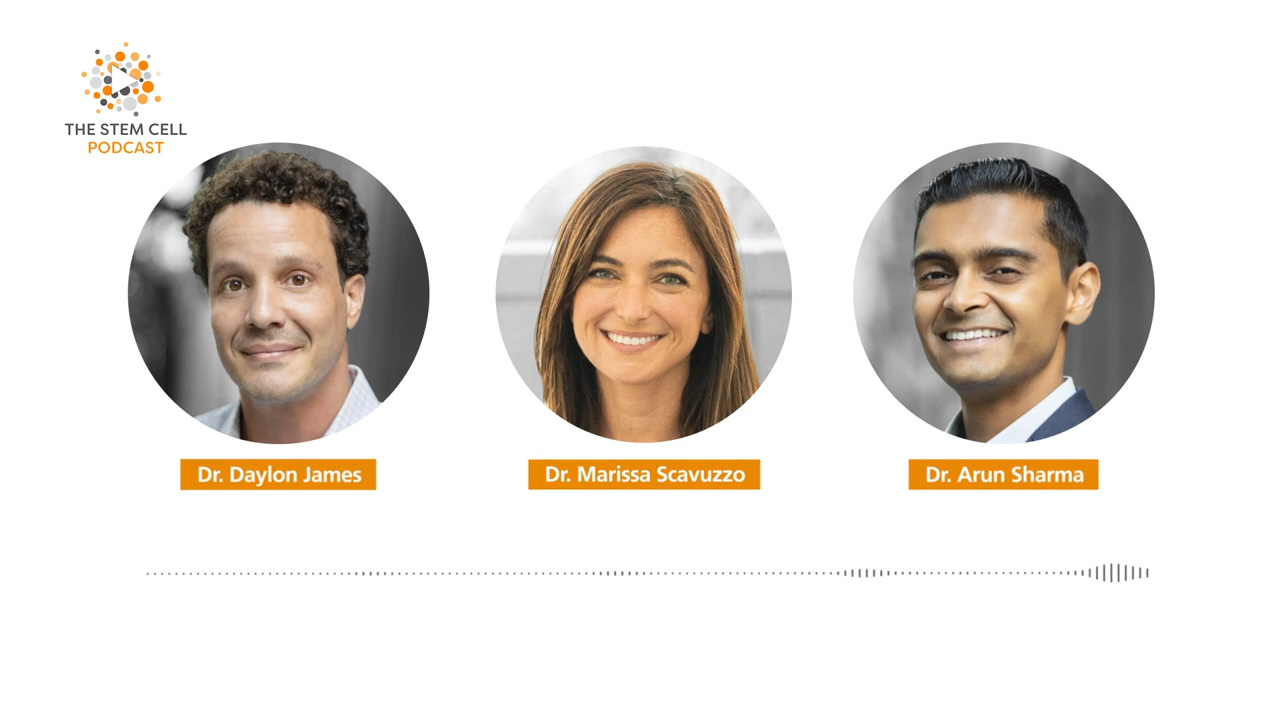 THE STEM CELL
PODCAST
Dr. Daylon James
Dr. Marissa Scavuzzo
Dr. Arun Sharma